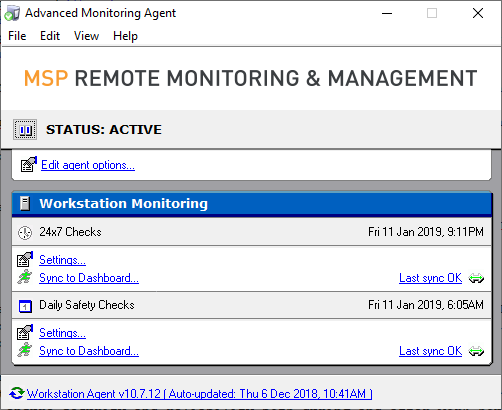 Advanced Monitoring Agent
File Edit View Help
MSP REMOTE MONITORING & MANAGEMENT
STATUS: ACTIVE
Edit agent options...
Workstation Monitoring
24x7 Checks Fri 11 Jan 2019, 9:11PM
Settings...
Sync to Dashboard... Last sync OK
Daily Safety Checks Fri 11 Jan 2019, 6:05AM
Settings...
Sync to Dashboard... Last sync OK
Workstation Agent v10.7.12 [ Auto-updated: Thu 6 Dec 2018, 10:41AM ]